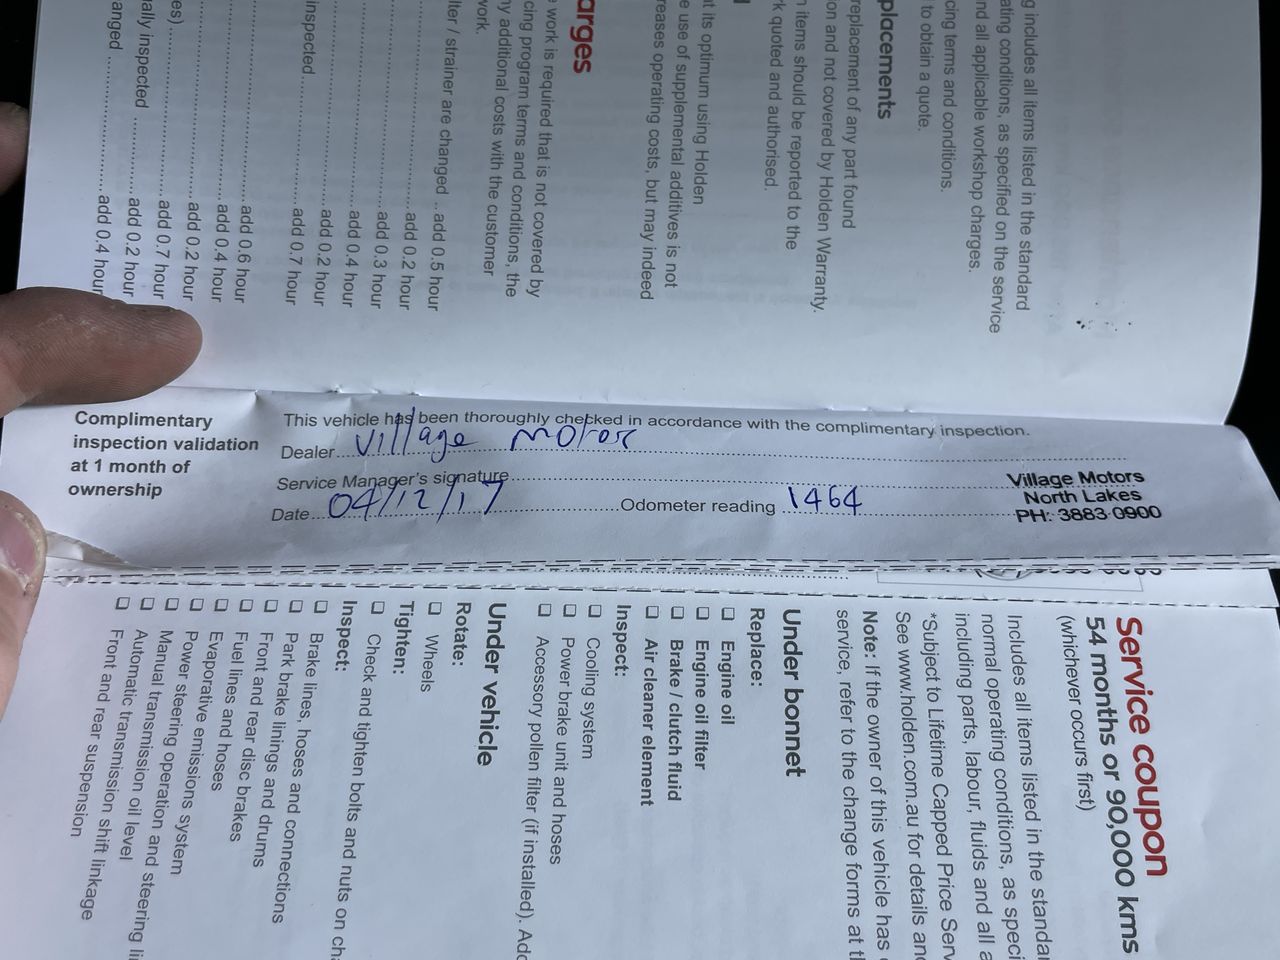 Complimentary
inspection validation
at 1 month of
ownership
This vehicle has been thoroughly checked in accordance with the complimentary inspection.
Dealer Village Motors
Service Manager's signature
Date 04/12/17 Odometer reading 1464
Village Motors
North Lakes
PH: 3883 0900
g includes all items listed in the standard
ating conditions, as specified on the service
nd all applicable workshop charges.
cing terms and conditions.
to obtain a quote.
placements
replacement of any part found
ion and not covered by Holden Warranty.
n items should be reported to the
k quoted and authorised.
t its optimum using Holden
e use of supplemental additives is not
reases operating costs, but may indeed
arges
e work is required that is not covered by
cing program terms and conditions, the
ny additional costs with the customer
work.
lter / strainer are changed .. add 0.5 hour
add 0.2 hour
add 0.3 hour
add 0.4 hour
add 0.2 hour
inspected add 0.7 hour
add 0.6 hour
add 0.4 hour
add 0.2 hour
es) add 0.7 hour
ially inspected add 0.2 hour
anged add 0.4 hour
Service coupon
54 months or 90,000 kms
(whichever occurs first)
Includes all items listed in the standar
normal operating conditions, as speci
including parts, labour, fluids and all a
*Subject to Lifetime Capped Price Serv
See www.holden.com.au for details and
Note: If the owner of this vehicle has
service, refer to the change forms at t
Under bonnet
Replace:
❏ Engine oil
❏ Engine oil filter
❏ Brake / clutch fluid
❏ Air cleaner element
Inspect:
❏ Cooling system
❏ Power brake unit and hoses
❏ Accessory pollen filter (if installed). Add
Under vehicle
Rotate:
❏ Wheels
Tighten:
❏ Check and tighten bolts and nuts on cha
Inspect:
❏ Brake lines, hoses and connections
❏ Park brake linings and drums
❏ Front and rear disc brakes
❏ Fuel lines and hoses
❏ Evaporative emissions system
❏ Power steering operation and steering li
❏ Manual transmission oil level
❏ Automatic transmission shift linkage
❏ Front and rear suspension